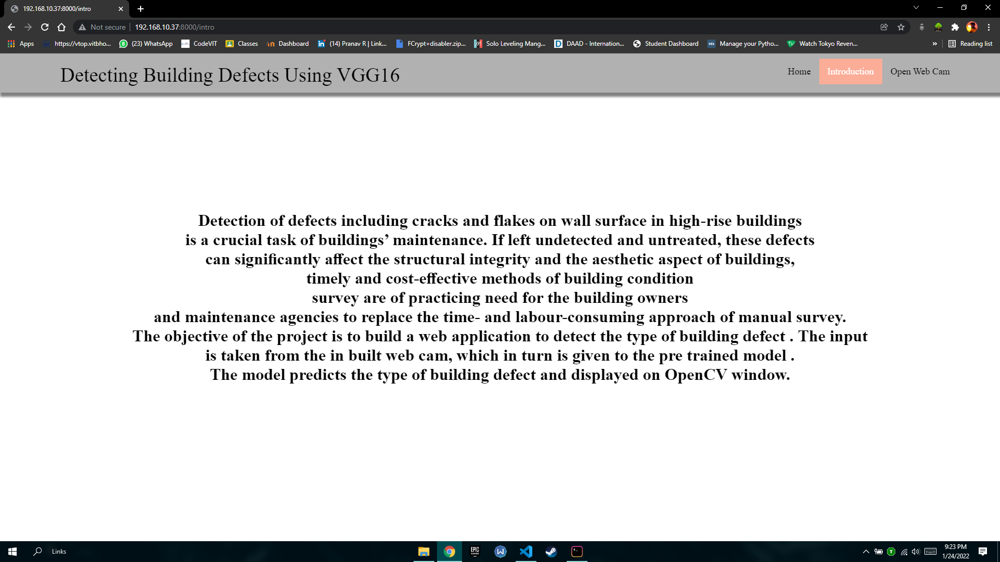 192.168.10.37:8000/intro
Not secure 192.168.10.37:8000/intro
Apps https://vtop.vitbho... (23) WhatsApp CodeVIT Classes Dashboard (14) Pranav R | Link... FCrypt+disabler.zip... Solo Leveling Mang... DAAD - Internation... Student Dashboard Manage your Pytho... Watch Tokyo Reven... » Reading list
Detecting Building Defects Using VGG16 Home Introduction Open Web Cam
Detection of defects including cracks and flakes on wall surface in high-rise buildings
is a crucial task of buildings’ maintenance. If left undetected and untreated, these defects
can significantly affect the structural integrity and the aesthetic aspect of buildings,
timely and cost-effective methods of building condition
survey are of practicing need for the building owners
and maintenance agencies to replace the time- and labour-consuming approach of manual survey.
The objective of the project is to build a web application to detect the type of building defect . The input
is taken from the in built web cam, which in turn is given to the pre trained model .
The model predicts the type of building defect and displayed on OpenCV window.
Links
9:23 PM
1/24/2022